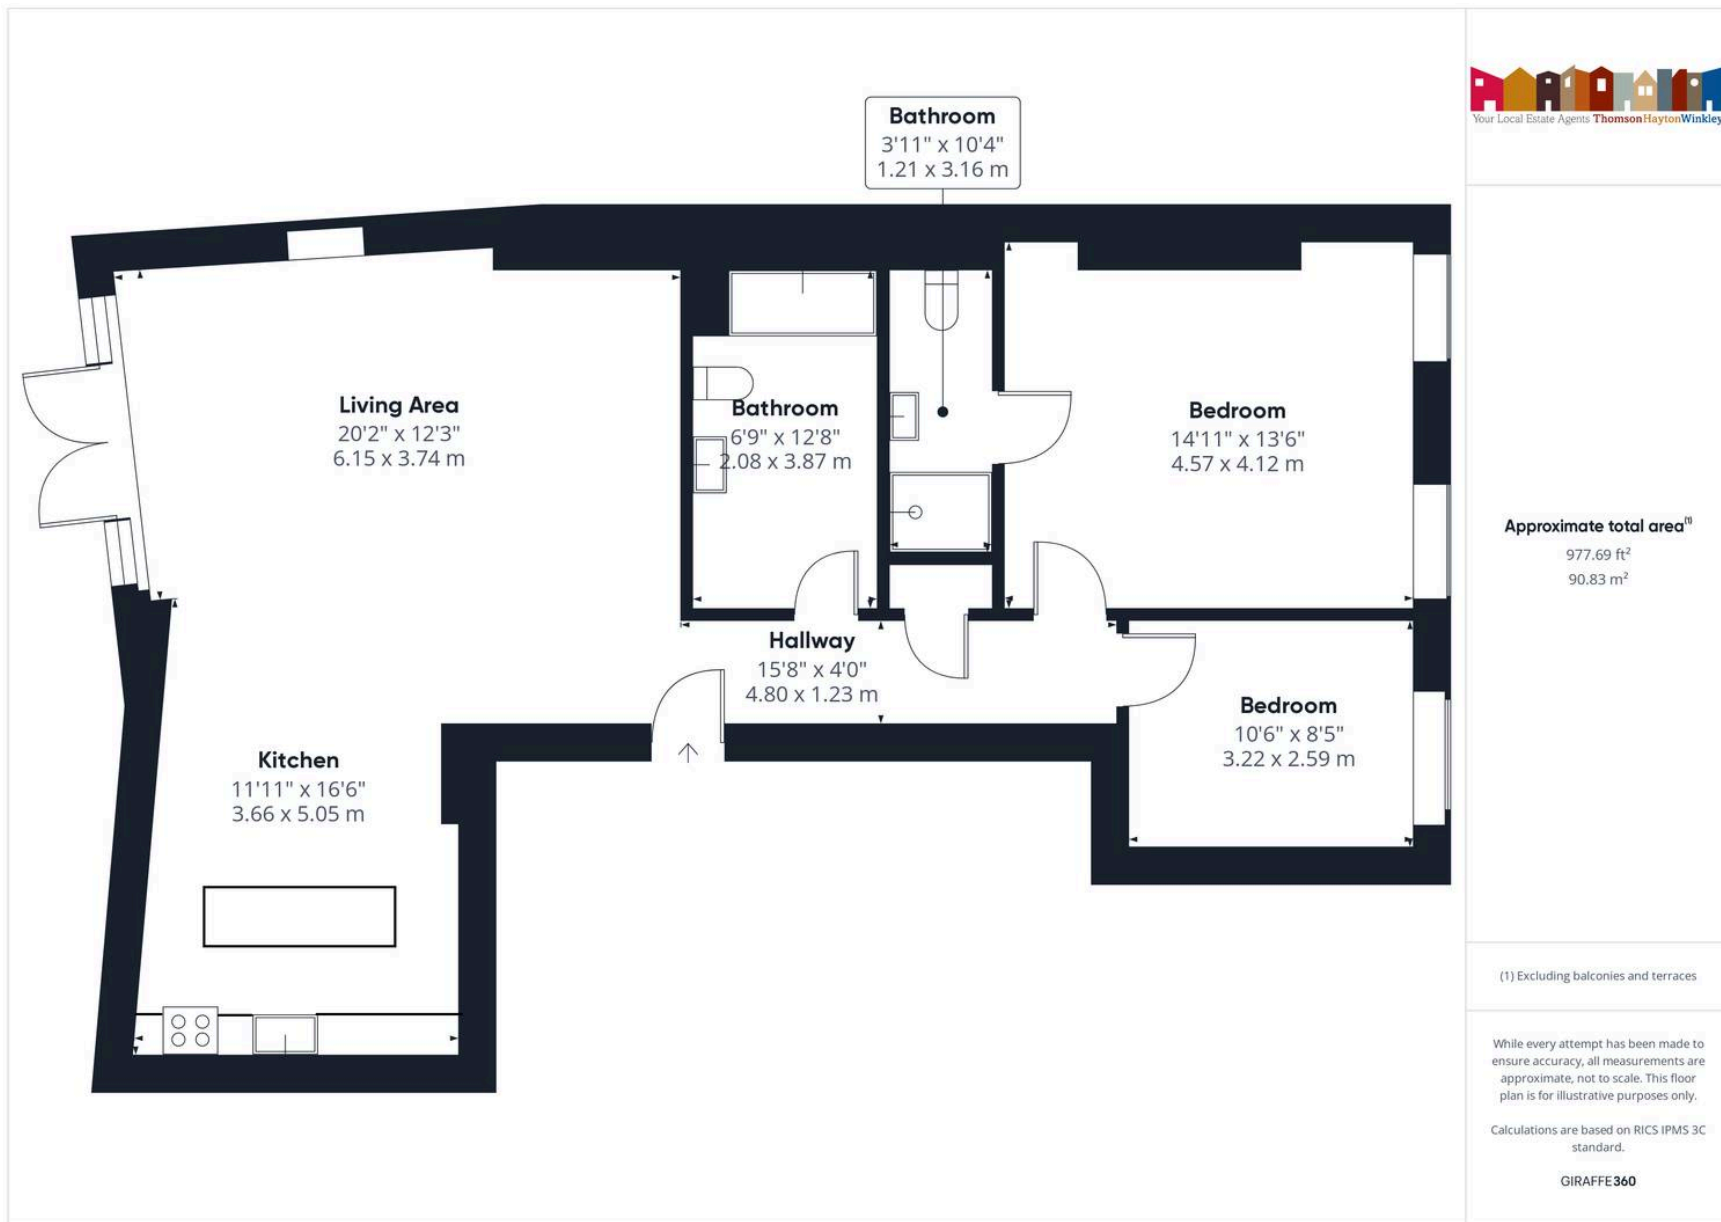 Your Local Estate Agents ThomsonHaytonWinkley
Bathroom
3'11" x 10'4"
1.21 x 3.16 m
Living Area
20'2" x 12'3"
6.15 x 3.74 m
Bathroom
6'9" x 12'8"
2.08 x 3.87 m
Bedroom
14'11" x 13'6"
4.57 x 4.12 m
Hallway
15'8" x 4'0"
4.80 x 1.23 m
Bedroom
10'6" x 8'5"
3.22 x 2.59 m
Kitchen
11'11" x 16'6"
3.66 x 5.05 m
Approximate total area⁽¹⁾
977.69 ft²
90.83 m²
(1) Excluding balconies and terraces
While every attempt has been made to
ensure accuracy, all measurements are
approximate, not to scale. This floor
plan is for illustrative purposes only.
Calculations are based on RICS IPMS 3C
standard.
GIRAFFE360